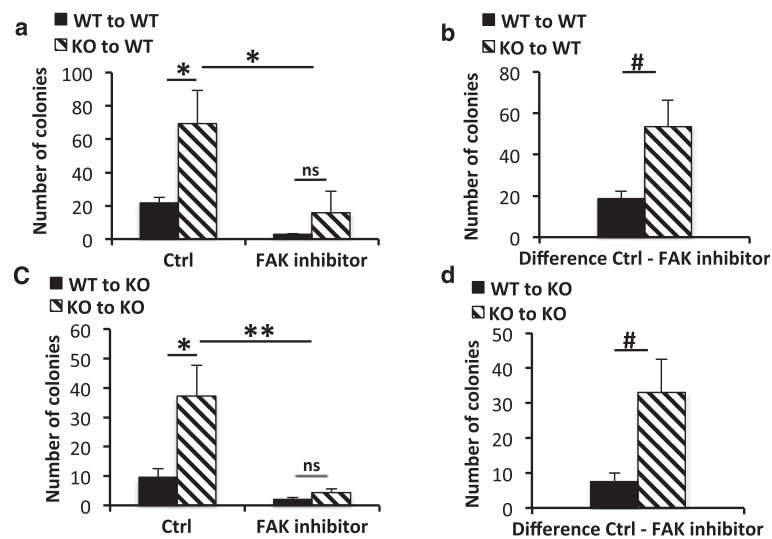 a
WT to WT
KO to WT
Number of colonies
100
80
60
40
20
0
*
*
ns
Ctrl
FAK inhibitor
b
WT to WT
KO to WT
Number of colonies
80
60
40
20
0
#
Difference Ctrl - FAK inhibitor
C
WT to KO
KO to KO
Number of colonies
60
50
40
30
20
10
0
*
**
ns
Ctrl
FAK inhibitor
d
WT to KO
KO to KO
Number of colonies
50
40
30
20
10
0
#
Difference Ctrl - FAK inhibitor